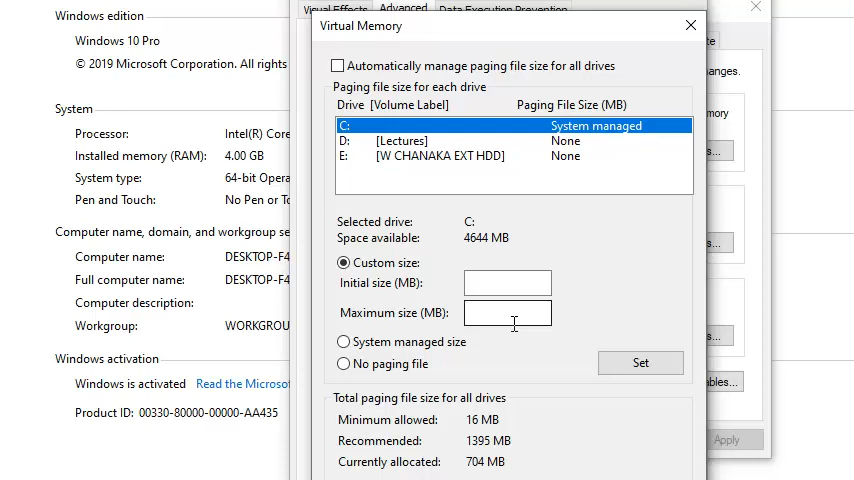 Windows edition
Windows 10 Pro
© 2019 Microsoft Corporation. All rights
System
Processor: Intel(R) Core
Installed memory (RAM): 4.00 GB
System type: 64-bit Opera
Pen and Touch: No Pen or To
Computer name, domain, and workgroup se
Computer name: DESKTOP-F4
Full computer name: DESKTOP-F4
Computer description:
Workgroup: WORKGROU
Windows activation
Windows is activated Read the Microsof
Product ID: 00330-80000-00000-AA435
Visual Effects Advanced Data Execution Prevention
Virtual Memory
Automatically manage paging file size for all drives
Paging file size for each drive
Drive [Volume Label] Paging File Size (MB)
C: System managed
D: [Lectures] None
E: [W CHANAKA EXT HDD] None
Selected drive: C:
Space available: 4644 MB
Custom size:
Initial size (MB):
Maximum size (MB):
System managed size
No paging file
Set
Total paging file size for all drives
Minimum allowed: 16 MB
Recommended: 1395 MB
Currently allocated: 704 MB
te
anges.
mory
s...
s...
s...
ables...
Apply